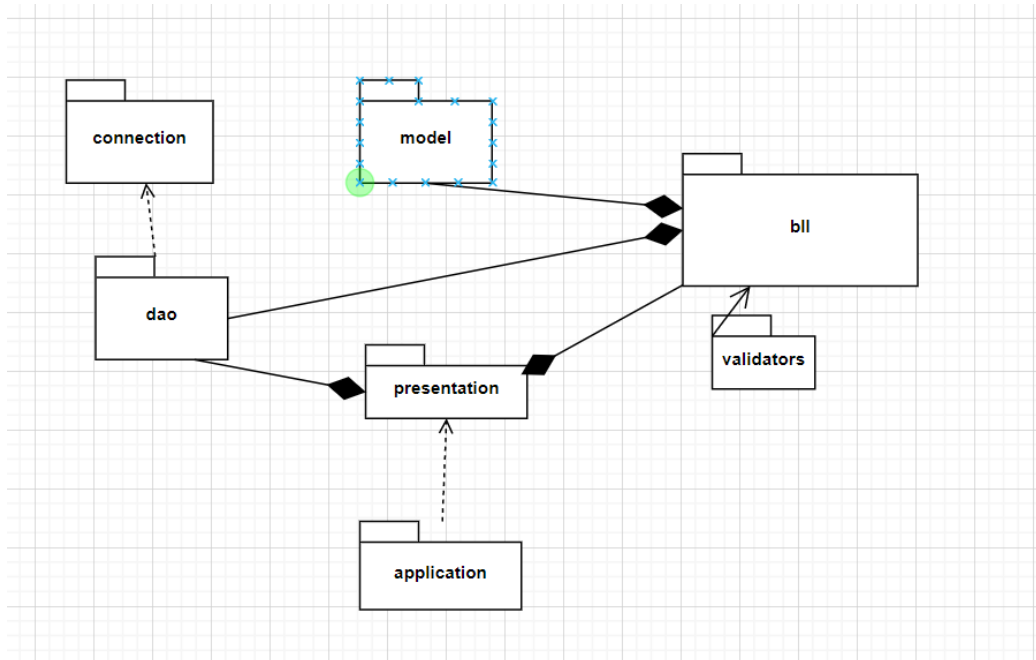 connection
model
bll
dao
validators
presentation
application